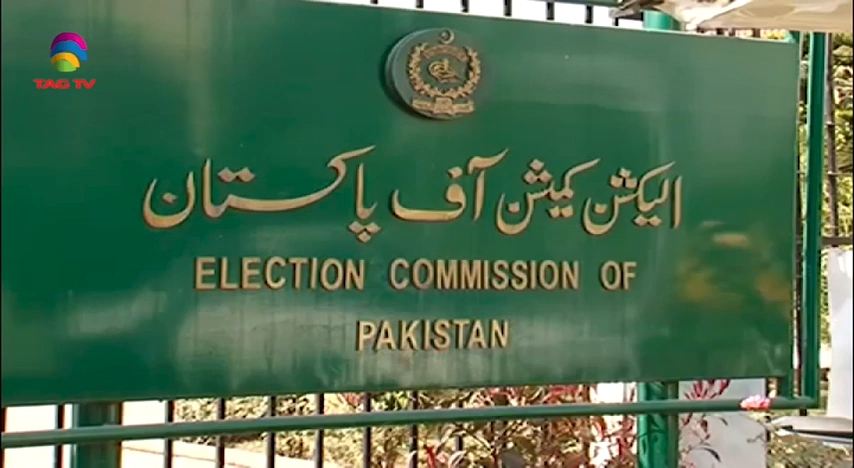 TAG TV
الیکشن کمیشن آف پاکستان
ELECTION COMMISSION OF
PAKISTAN